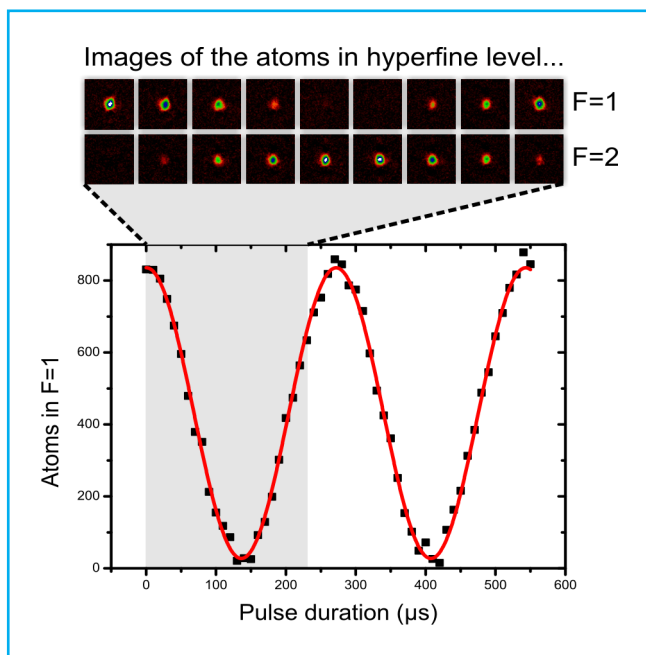 Images of the atoms in hyperfine level...
F=1
F=2
800
600
400
200
0
Atoms in F=1
0 100 200 300 400 500 600
Pulse duration (µs)